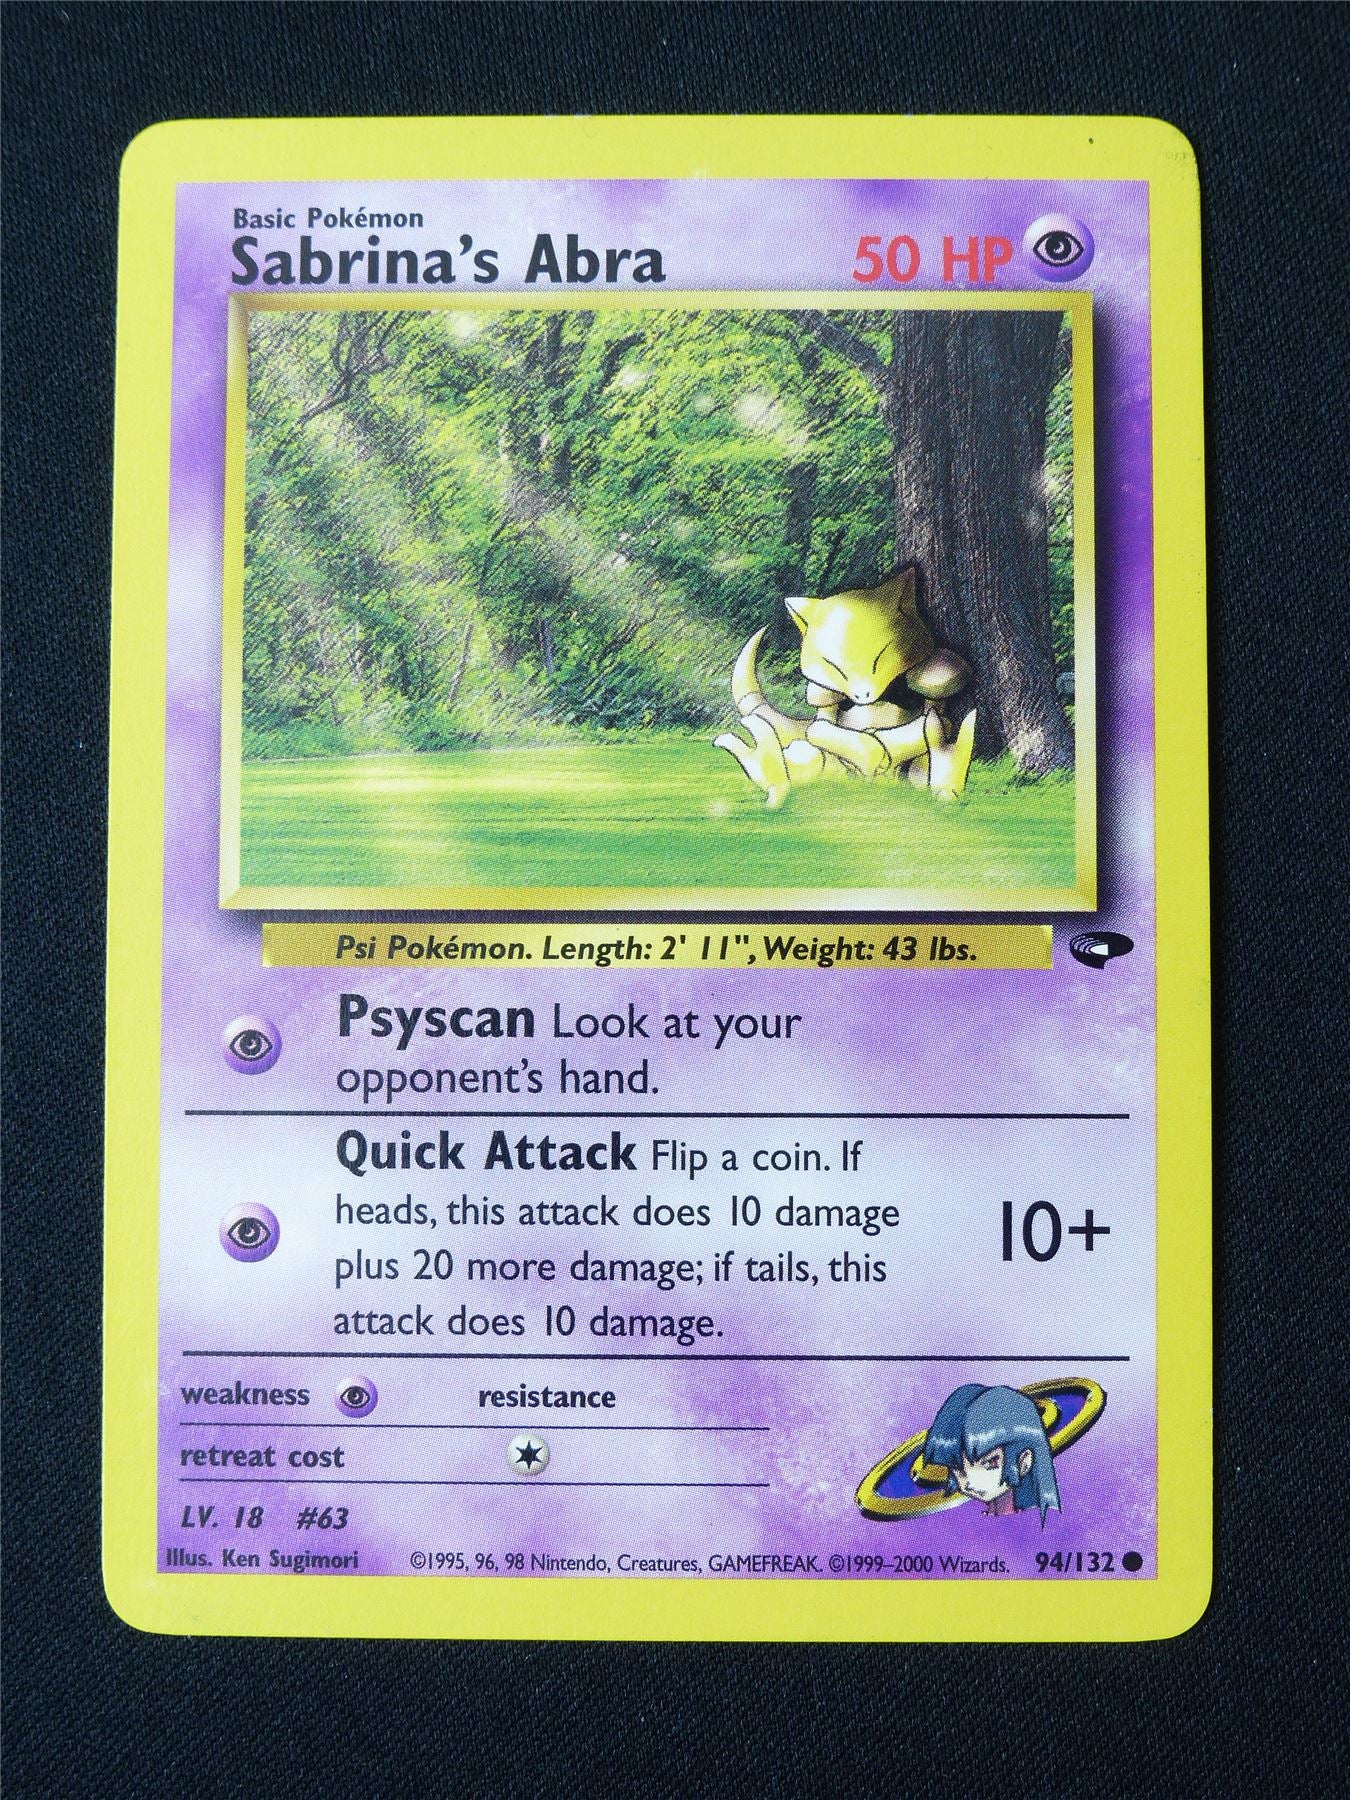 Basic Pokémon
Sabrina's Abra
50 HP
Psi Pokémon. Length: 2' 11", Weight: 43 lbs.
Psyscan Look at your
opponent's hand.
Quick Attack Flip a coin. If
heads, this attack does 10 damage
plus 20 more damage; if tails, this
attack does 10 damage.
10+
weakness
resistance
retreat cost
LV. 18 #63
Illus. Ken Sugimori
©1995, 96, 98 Nintendo, Creatures, GAMEFREAK. ©1999–2000 Wizards.
94/132